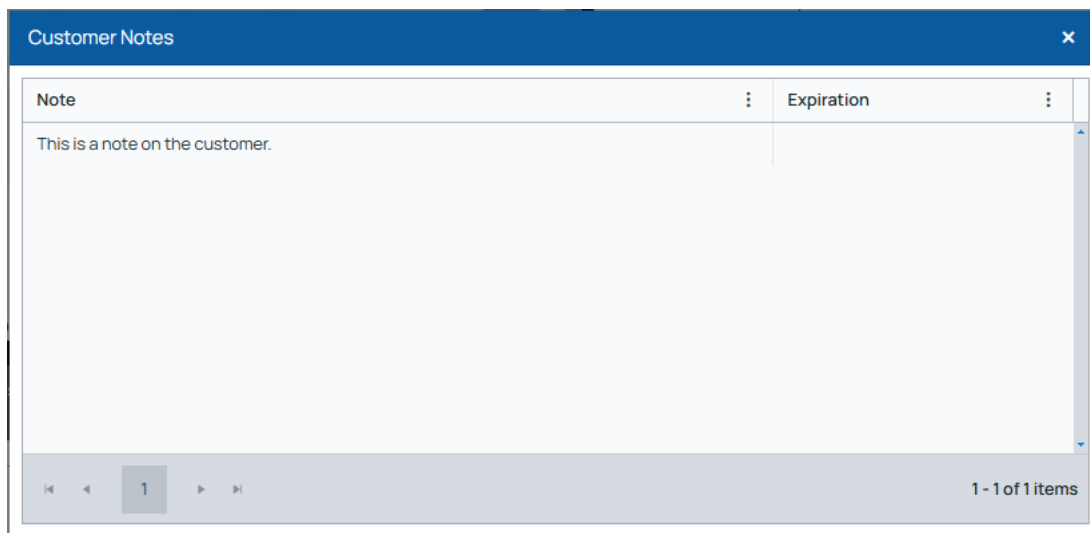 Customer Notes
Note
Expiration
This is a note on the customer.
1
1 - 1 of 1 items